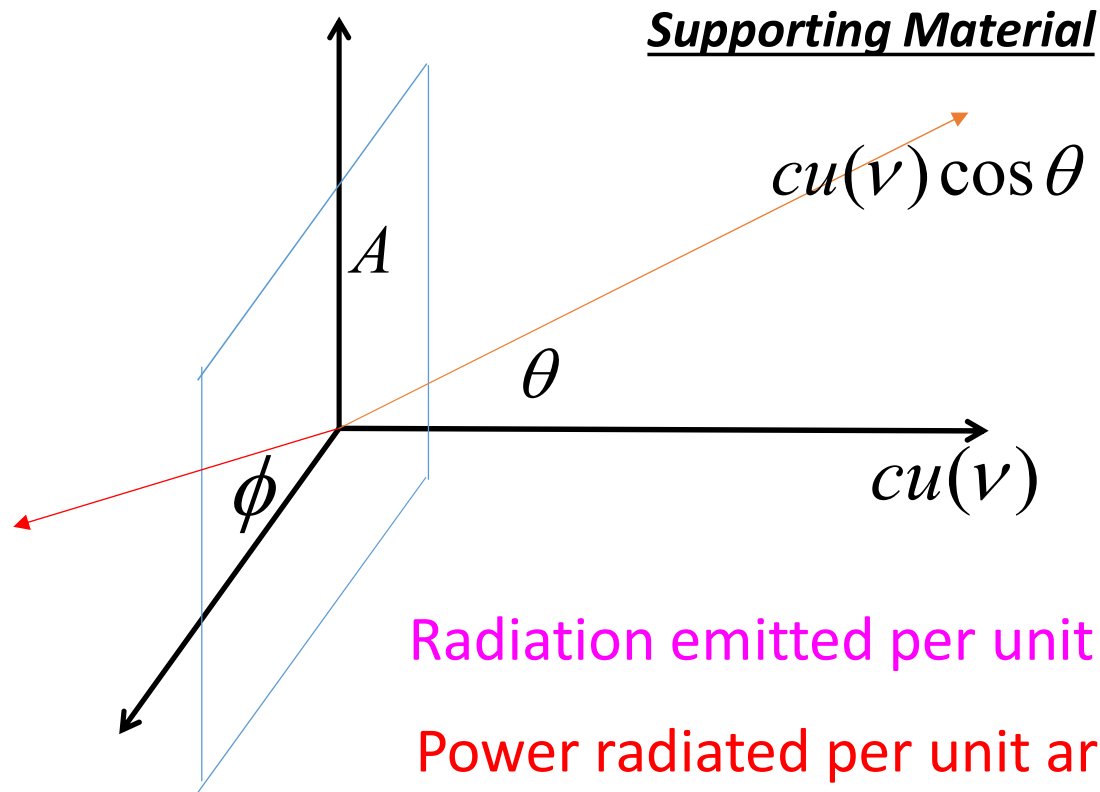 Supporting Material
cu(ν) cos θ
A
θ
cu(ν)
ϕ
Radiation emitted per unit
Power radiated per unit ar